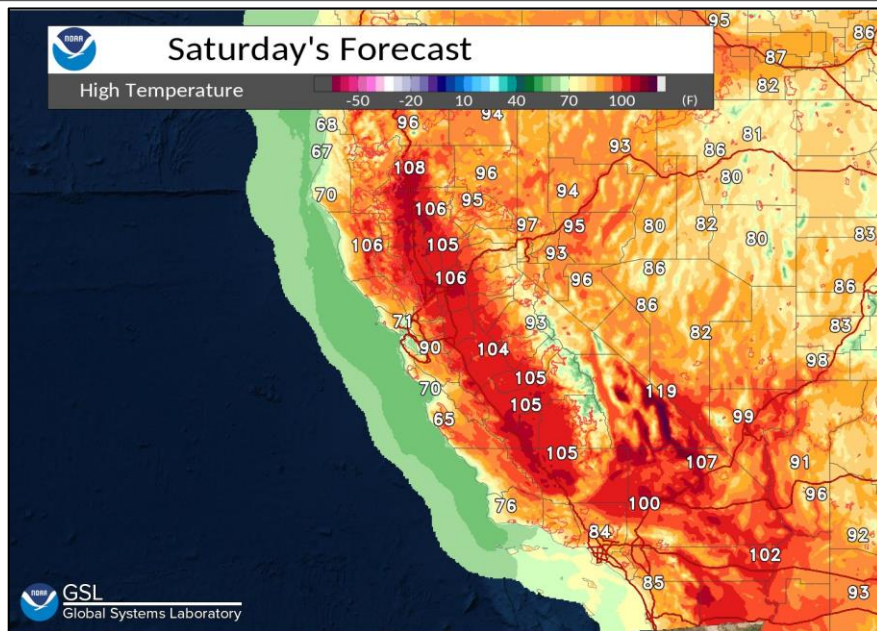 NOAA
Saturday's Forecast
High Temperature
-50 -20 10 40 70 100 (F)
95
86
87
82
68 96 94
67 93 86 81
108 96 80
70 95 94
106 97 95 80 82 80 83
106 105 93
106 96 86 86
86 83
71 93 82
90 104 98
70 105 119
65 105 99
105 107 91
76 100 96
84 92
102
85 93
NOAA GSL
Global Systems Laboratory